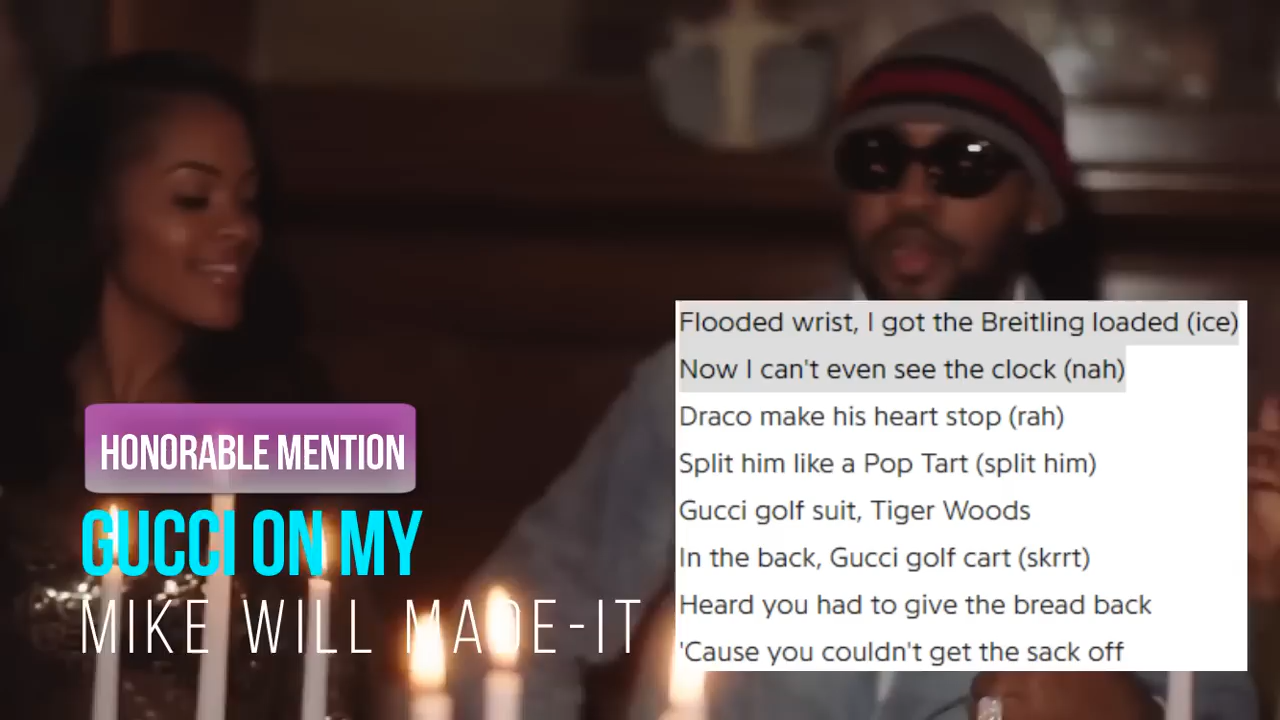 HONORABLE MENTION
GUCCI ON MY
MIKE WILL MADE-IT
Flooded wrist, I got the Breitling loaded (ice)
Now I can't even see the clock (nah)
Draco make his heart stop (rah)
Split him like a Pop Tart (split him)
Gucci golf suit, Tiger Woods
In the back, Gucci golf cart (skrrt)
Heard you had to give the bread back
'Cause you couldn't get the sack off